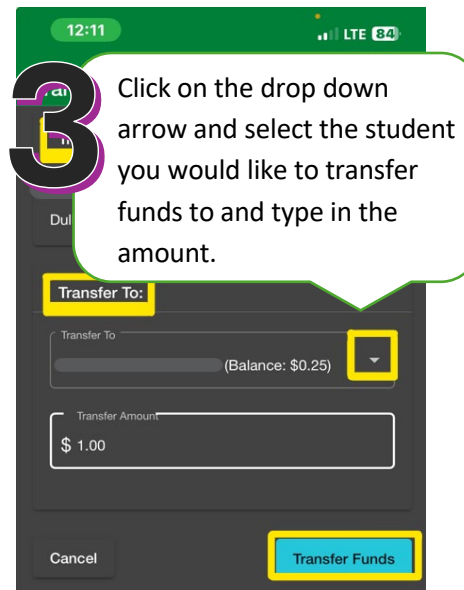 12:11
LTE 84
3
Click on the drop down
arrow and select the student
you would like to transfer
funds to and type in the
amount.
Transfer To:
Transfer To
(Balance: $0.25)
Transfer Amount
$ 1.00
Cancel
Transfer Funds